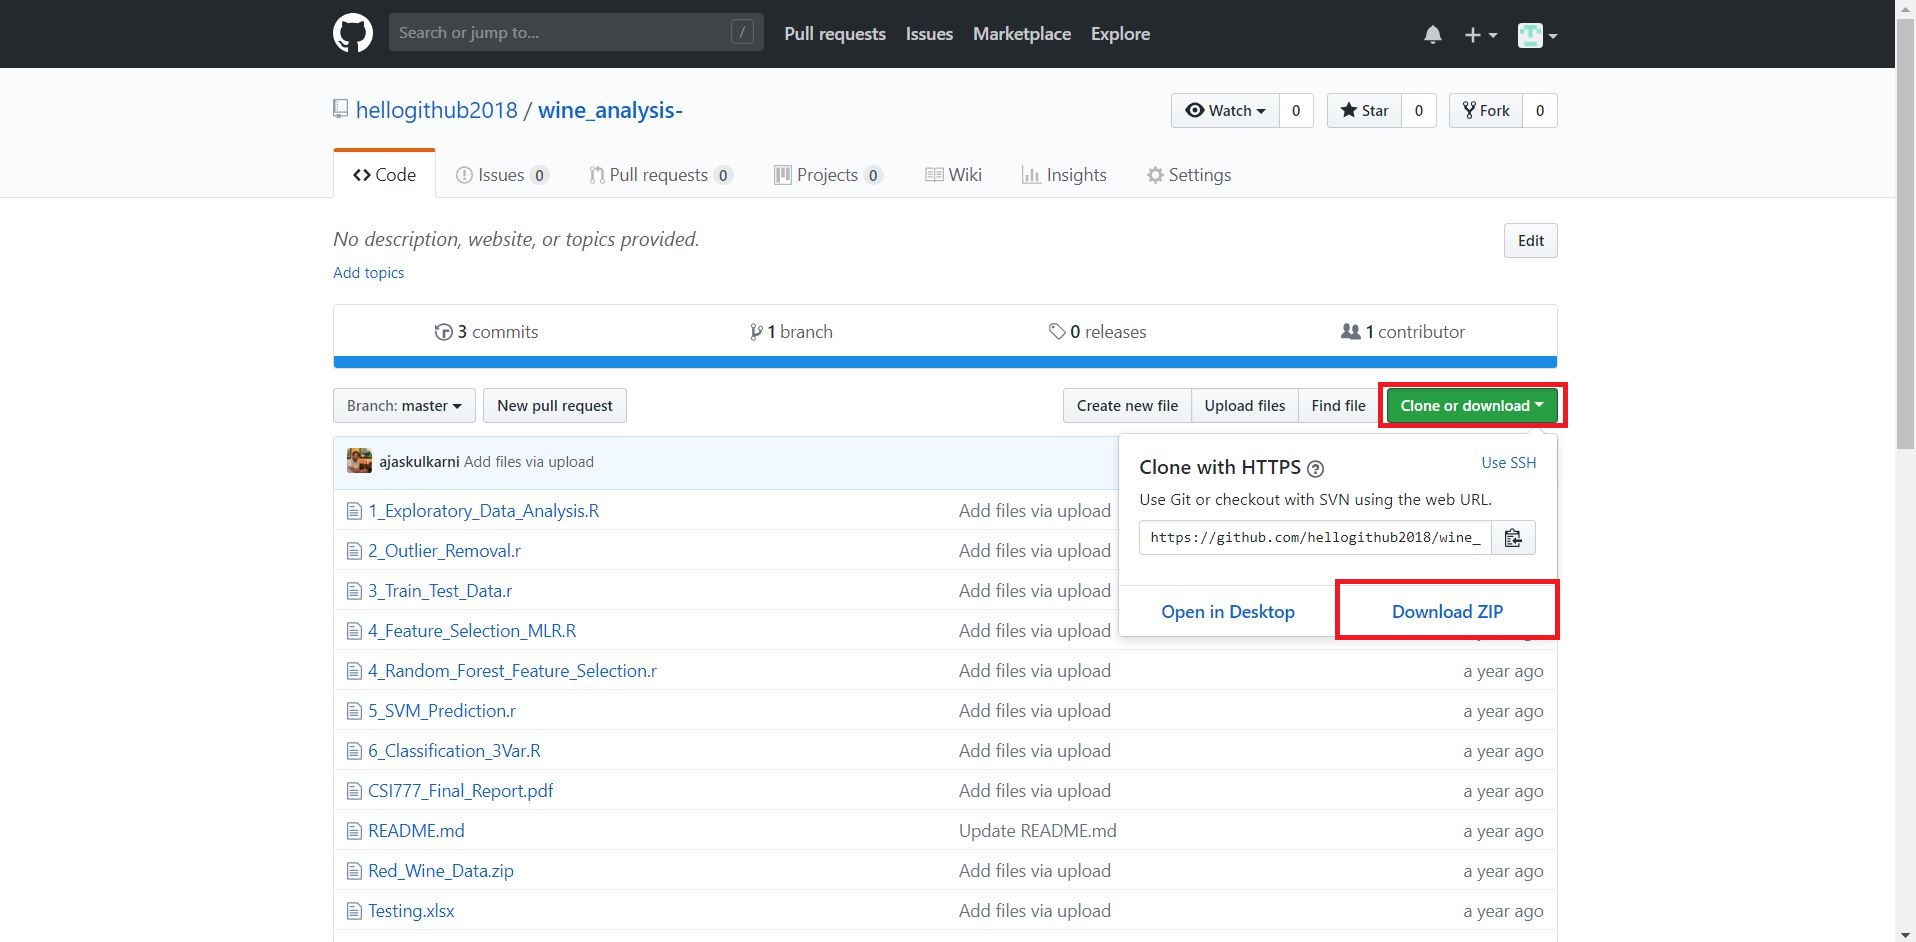 Search or jump to... / Pull requests Issues Marketplace Explore
hellogithub2018 / wine_analysis- Watch 0 Star 0 Fork 0
Code Issues 0 Pull requests 0 Projects 0 Wiki Insights Settings
No description, website, or topics provided. Edit
Add topics
3 commits 1 branch 0 releases 1 contributor
Branch: master New pull request Create new file Upload files Find file Clone or download
ajaskulkarni Add files via upload
Clone with HTTPS ? Use SSH
Use Git or checkout with SVN using the web URL.
https://github.com/hellogithub2018/wine_
Open in Desktop Download ZIP
1_Exploratory_Data_Analysis.R Add files via upload
2_Outlier_Removal.r Add files via upload
3_Train_Test_Data.r Add files via upload
4_Feature_Selection_MLR.R Add files via upload
4_Random_Forest_Feature_Selection.r Add files via upload a year ago
5_SVM_Prediction.r Add files via upload a year ago
6_Classification_3Var.R Add files via upload a year ago
CSI777_Final_Report.pdf Add files via upload a year ago
README.md Update README.md a year ago
Red_Wine_Data.zip Add files via upload a year ago
Testing.xlsx Add files via upload a year ago